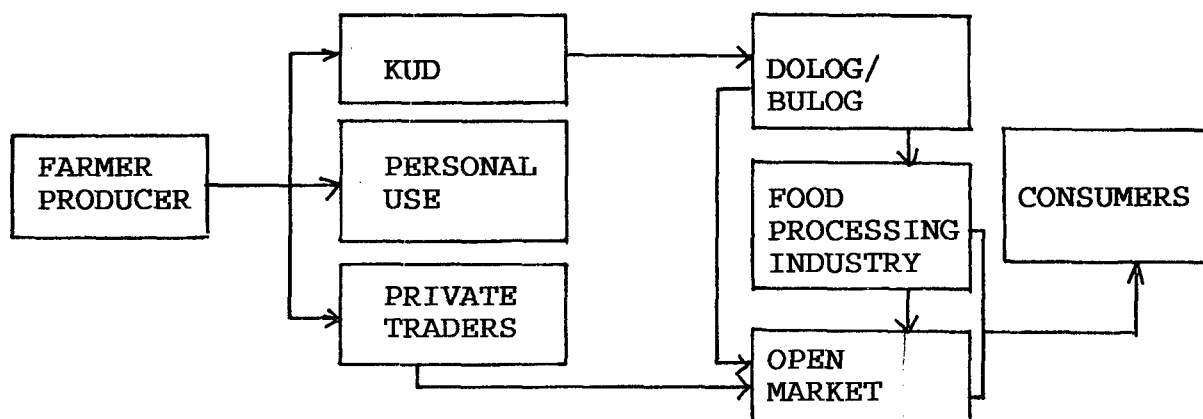 FARMER
PRODUCER
KUD
PERSONAL
USE
PRIVATE
TRADERS
DOLOG/
BULOG
FOOD
PROCESSING
INDUSTRY
OPEN
MARKET
CONSUMERS